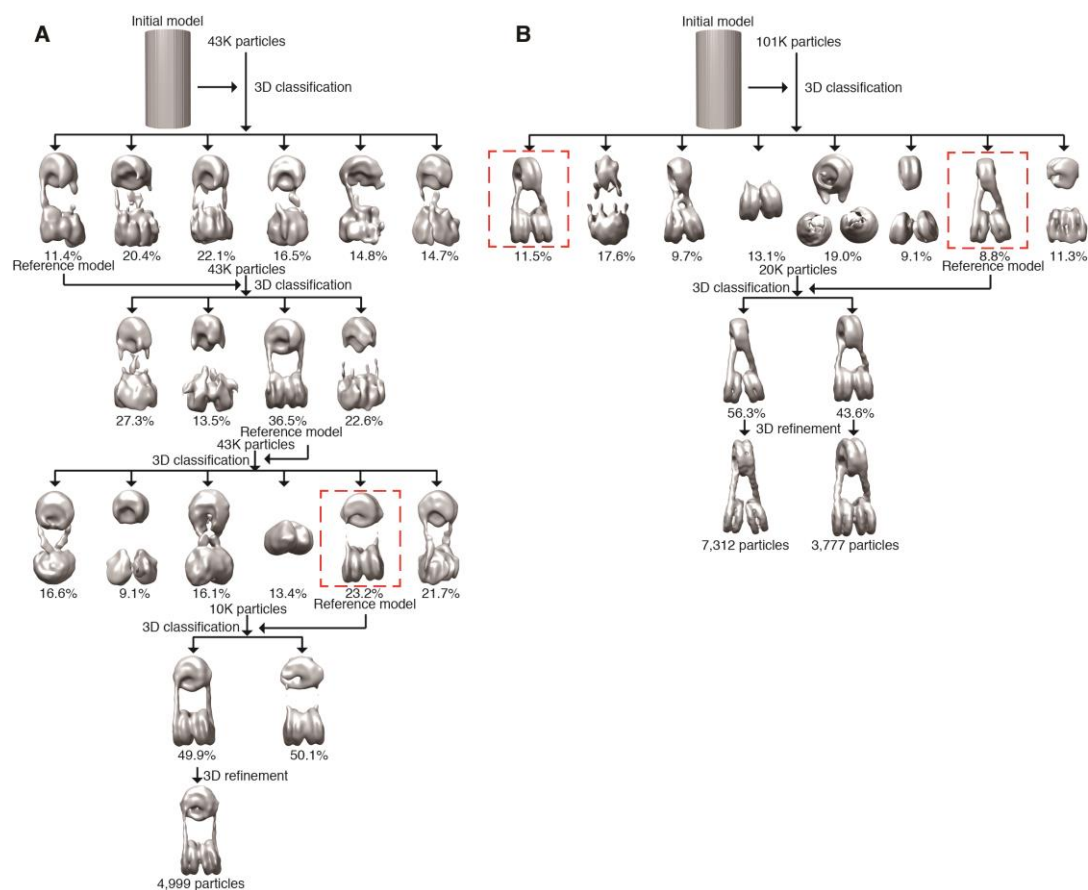 A
Initial model
43K particles
3D classification
11.4% 20.4% 22.1% 16.5% 14.8% 14.7%
Reference model
43K particles
3D classification
27.3% 13.5% 36.5% 22.6%
Reference model
43K particles
3D classification
16.6% 9.1% 16.1% 13.4% 23.2% 21.7%
Reference model
10K particles
3D classification
49.9% 50.1%
3D refinement
4,999 particles
B
Initial model
101K particles
3D classification
11.5% 17.6% 9.7% 13.1% 19.0% 9.1% 8.8% 11.3%
20K particles
Reference model
3D classification
56.3% 43.6%
3D refinement
7,312 particles 3,777 particles